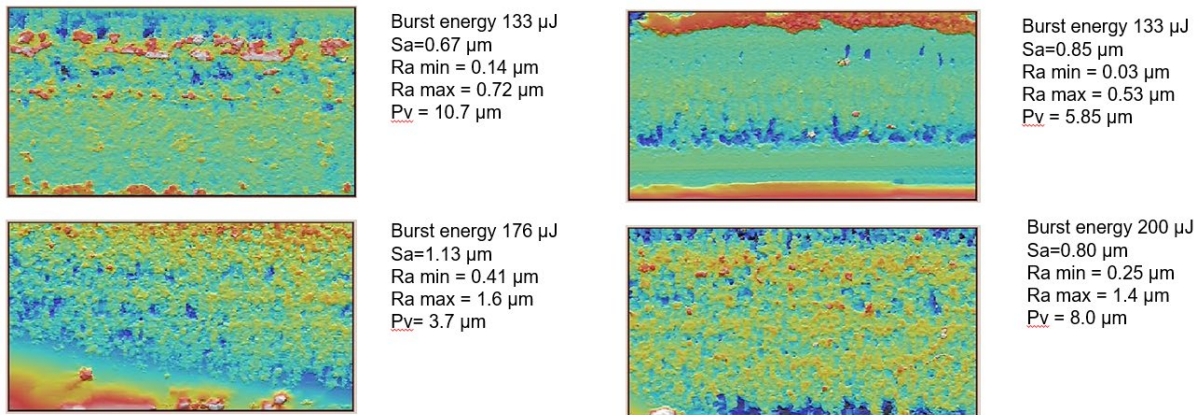 Burst energy 133 µJ
Sa=0.67 µm
Ra min = 0.14 µm
Ra max = 0.72 µm
Pv = 10.7 µm
Burst energy 133 µJ
Sa=0.85 µm
Ra min = 0.03 µm
Ra max = 0.53 µm
Pv = 5.85 µm
Burst energy 176 µJ
Sa=1.13 µm
Ra min = 0.41 µm
Ra max = 1.6 µm
Pv= 3.7 µm
Burst energy 200 µJ
Sa=0.80 µm
Ra min = 0.25 µm
Ra max = 1.4 µm
Pv = 8.0 µm